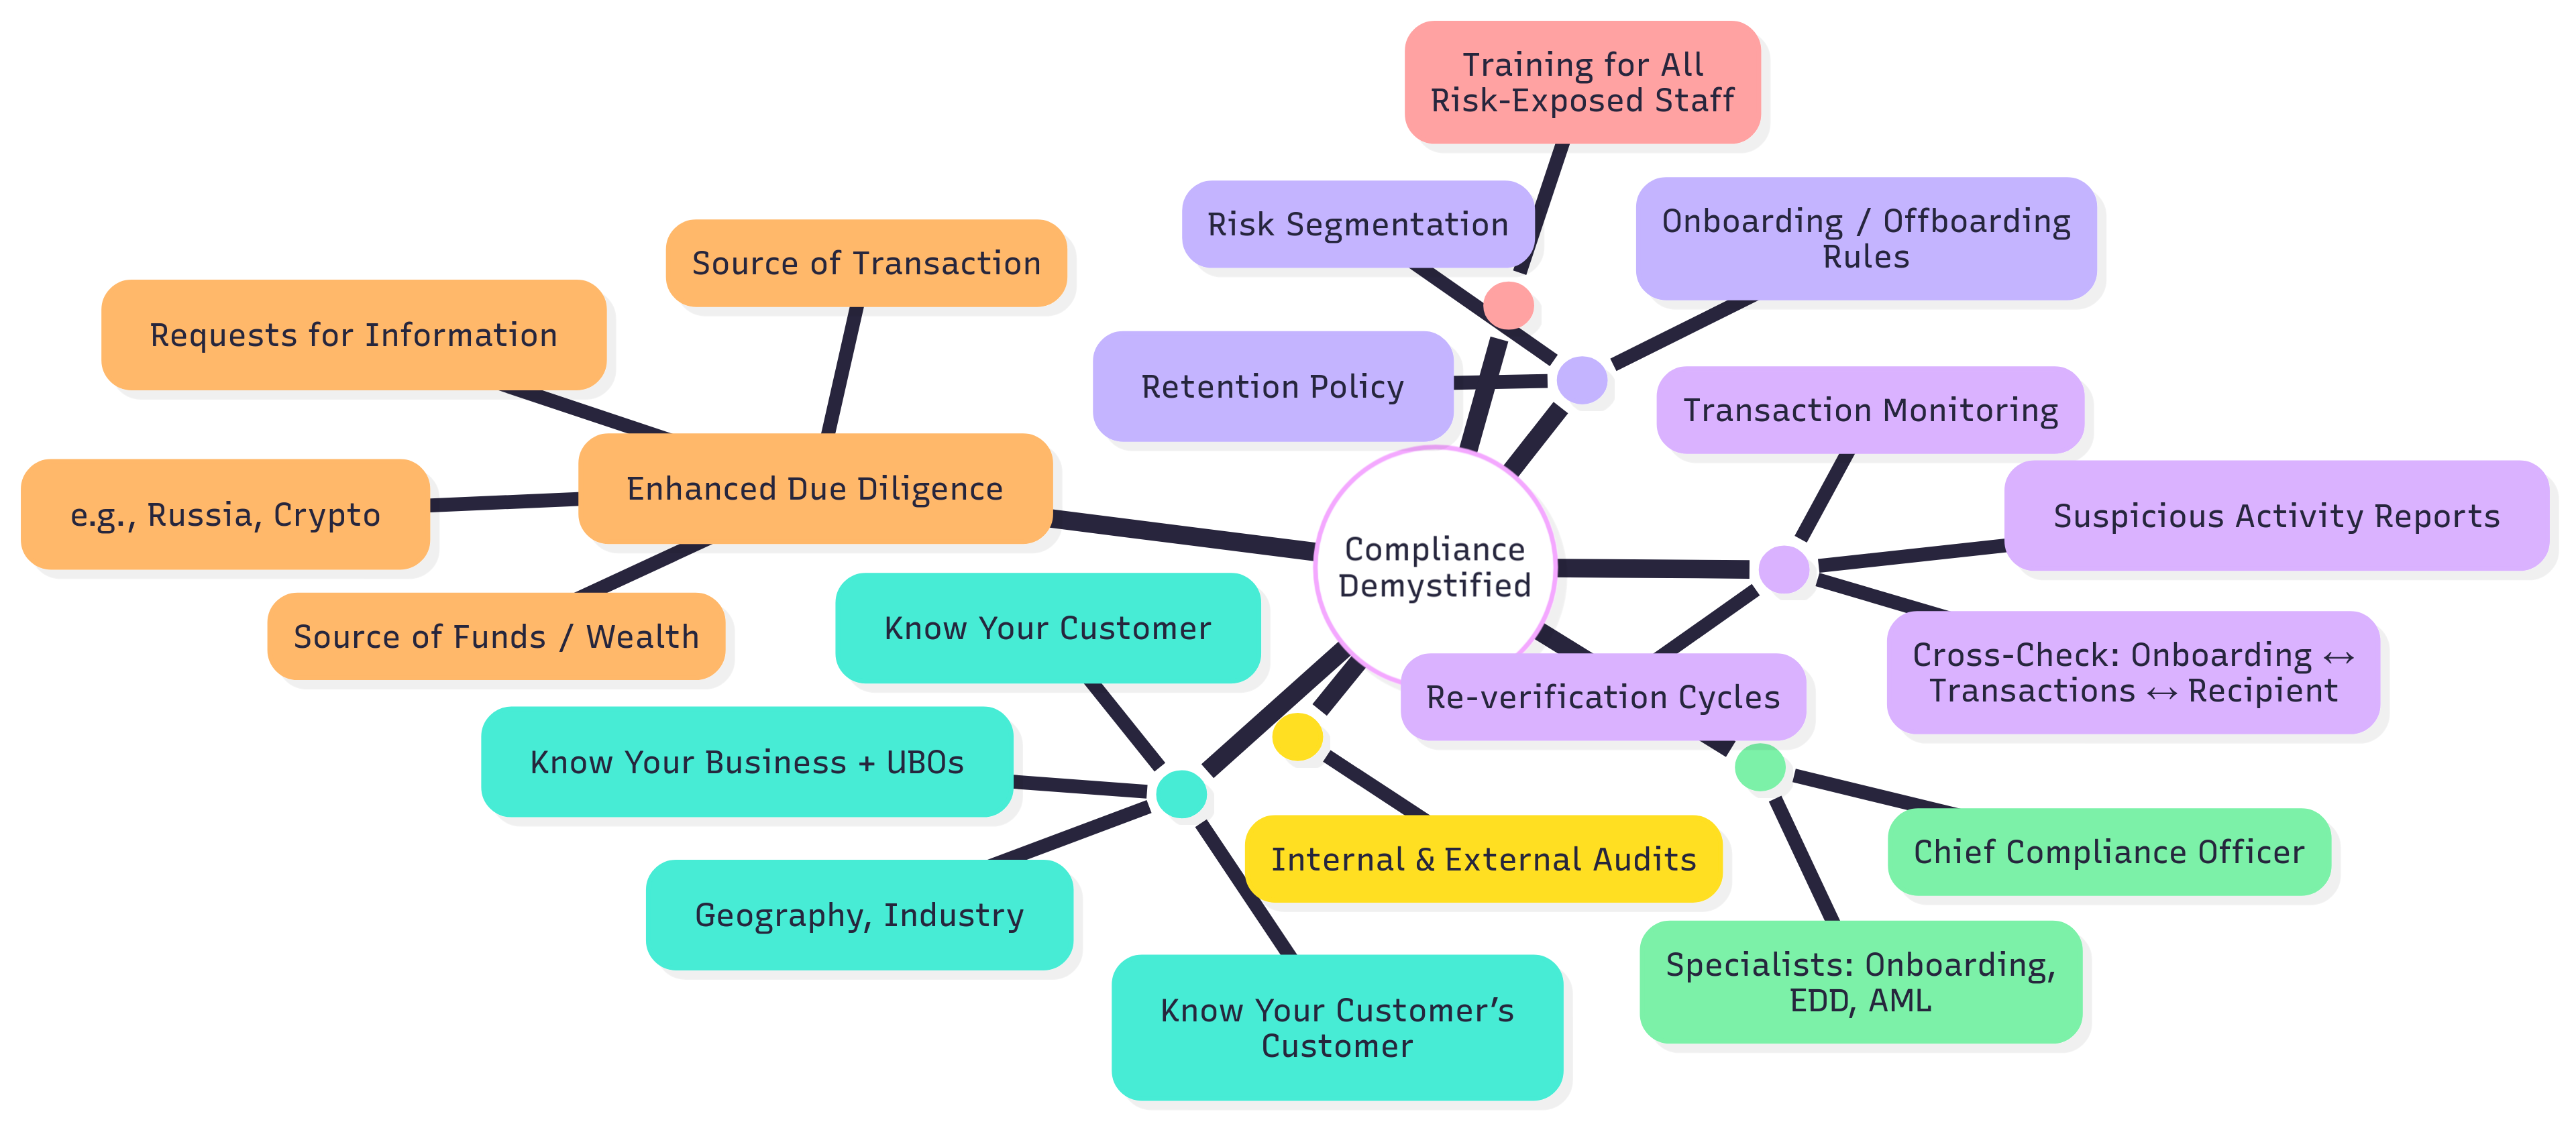 Training for All
Risk-Exposed Staff
Risk Segmentation
Onboarding / Offboarding
Rules
Source of Transaction
Requests for Information
Retention Policy
Transaction Monitoring
Enhanced Due Diligence
e.g., Russia, Crypto
Suspicious Activity Reports
Compliance
Demystified
Source of Funds / Wealth
Know Your Customer
Cross-Check: Onboarding ↔
Transactions ↔ Recipient
Re-verification Cycles
Know Your Business + UBOs
Internal & External Audits
Chief Compliance Officer
Geography, Industry
Specialists: Onboarding,
EDD, AML
Know Your Customer’s
Customer